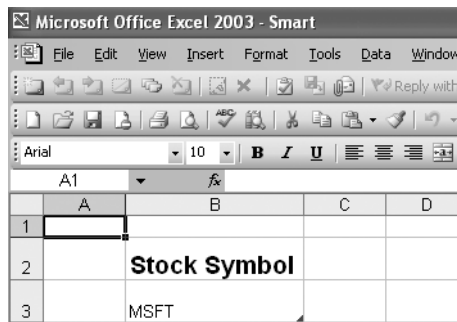 Microsoft Office Excel 2003 - Smart
File Edit View Insert Format Tools Data Window
Reply with
ABC
Arial 10 B I U
A1 fx
A B C D
1
2 Stock Symbol
3 MSFT